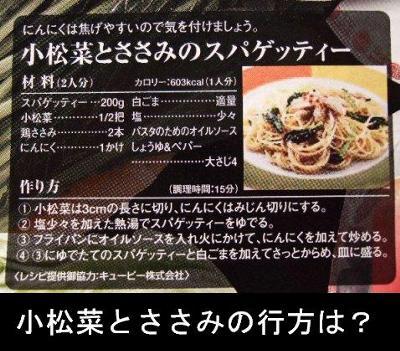 にんにくは焦げやすいので気を付けましょう。
小松菜とささみのスパゲッティー
材料(2人分) カロリー:603kcal(1人分)
スパゲッティー…200g 白ごま……………適量
小松菜…………1/2把 塩…………………少々
鶏ささみ…………2本 パスタのためのオイルソース
にんにく………1かけ しょうゆ&ペパー
……………大さじ4
作り方 (調理時間:15分)
① 小松菜は3cmの長さに切り、にんにくはみじん切りにする。
② 塩少々を加えた熱湯でスパゲッティーをゆでる。
③ フライパンにオイルソースを入れ火にかけて、にんにくを加えて炒める。
④ ③にゆでたてのスパゲッティーと白ごまを加えてさっとからめ、皿に盛る。
〈レシピ提供御協力:キューピー株式会社〉
小松菜とささみの行方は?